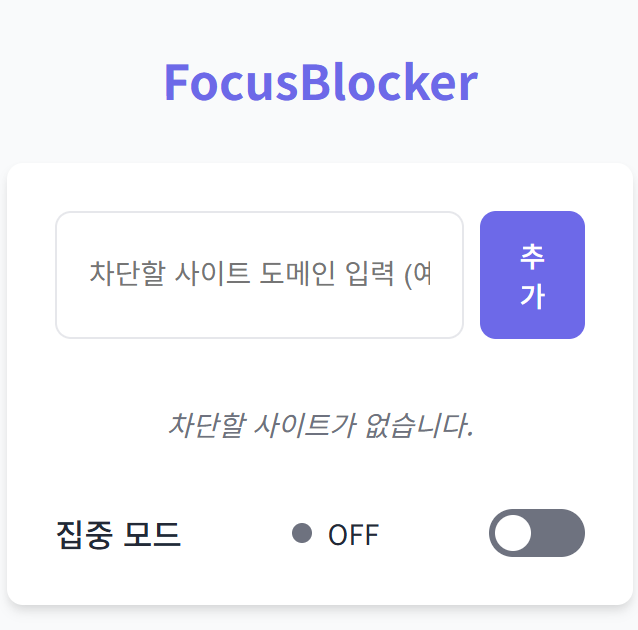 FocusBlocker
차단할 사이트 도메인 입력 (예
추
가
차단할 사이트가 없습니다.
집중 모드
OFF